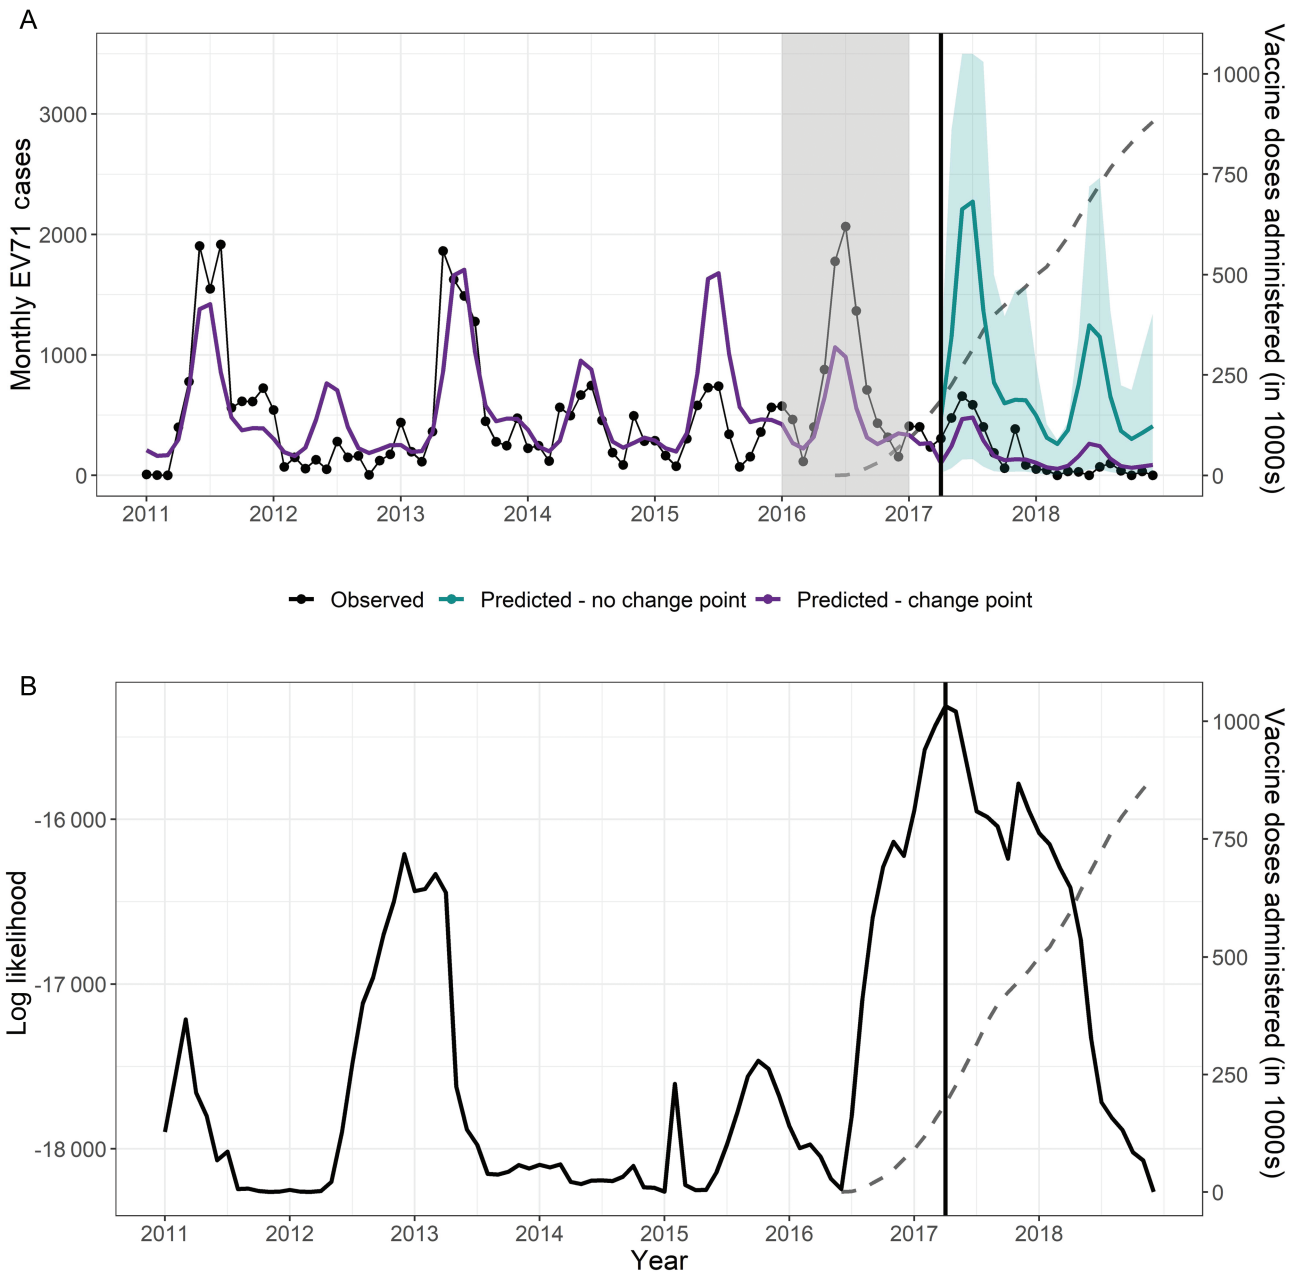 A
Monthly EV71 cases
3000
2000
1000
0
1000
750
500
250
0
Vaccine doses administered (in 1000s)
2011 2012 2013 2014 2015 2016 2017 2018
Observed Predicted - no change point Predicted - change point
B
Log likelihood
-16 000
-17 000
-18 000
1000
750
500
250
0
Vaccine doses administered (in 1000s)
2011 2012 2013 2014 2015 2016 2017 2018
Year